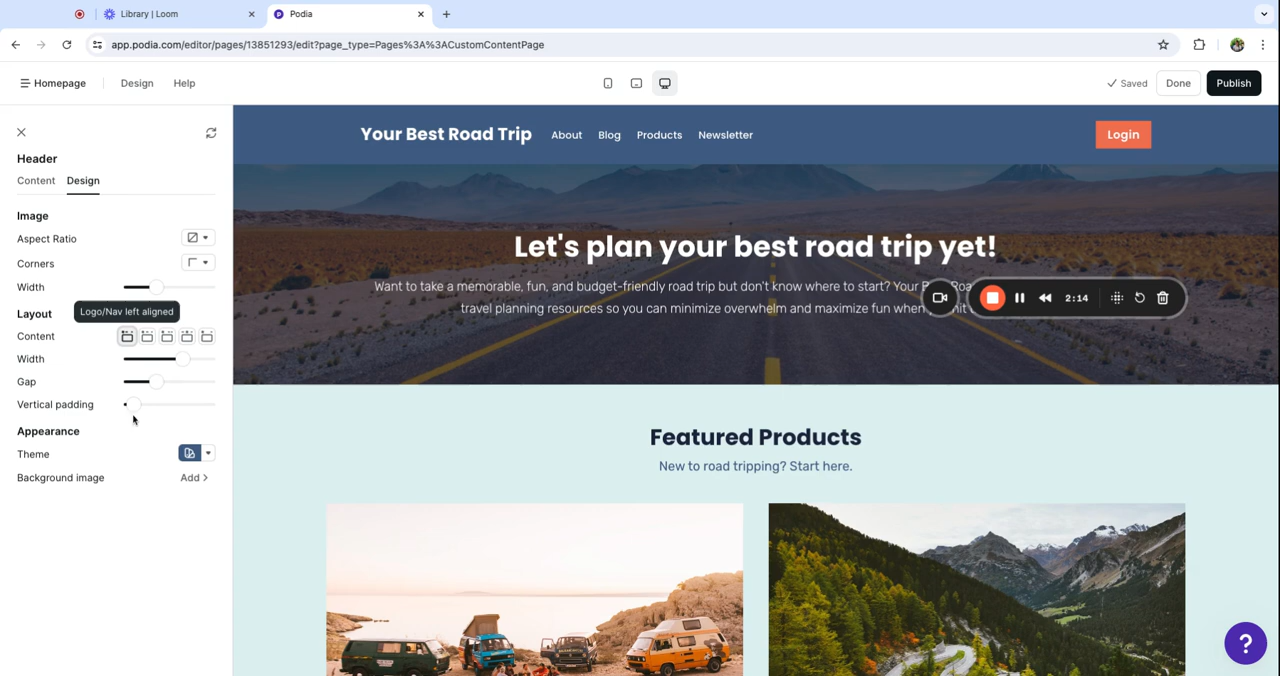 Library | Loom
Podia
app.podia.com/editor/pages/13851293/edit?page_type=Pages%3A%3ACustomContentPage
Homepage
Design
Help
Saved
Done
Publish
Header
Content
Design
Image
Aspect Ratio
Corners
Width
Logo/Nav left aligned
Layout
Content
Width
Gap
Vertical padding
Appearance
Theme
Background image
Add >
Your Best Road Trip
About
Blog
Products
Newsletter
Login
Let's plan your best road trip yet!
Want to take a memorable, fun, and budget-friendly road trip but don't know where to start? Your
travel planning resources so you can minimize overwhelm and maximize fun when
2:14
Featured Products
New to road tripping? Start here.
?